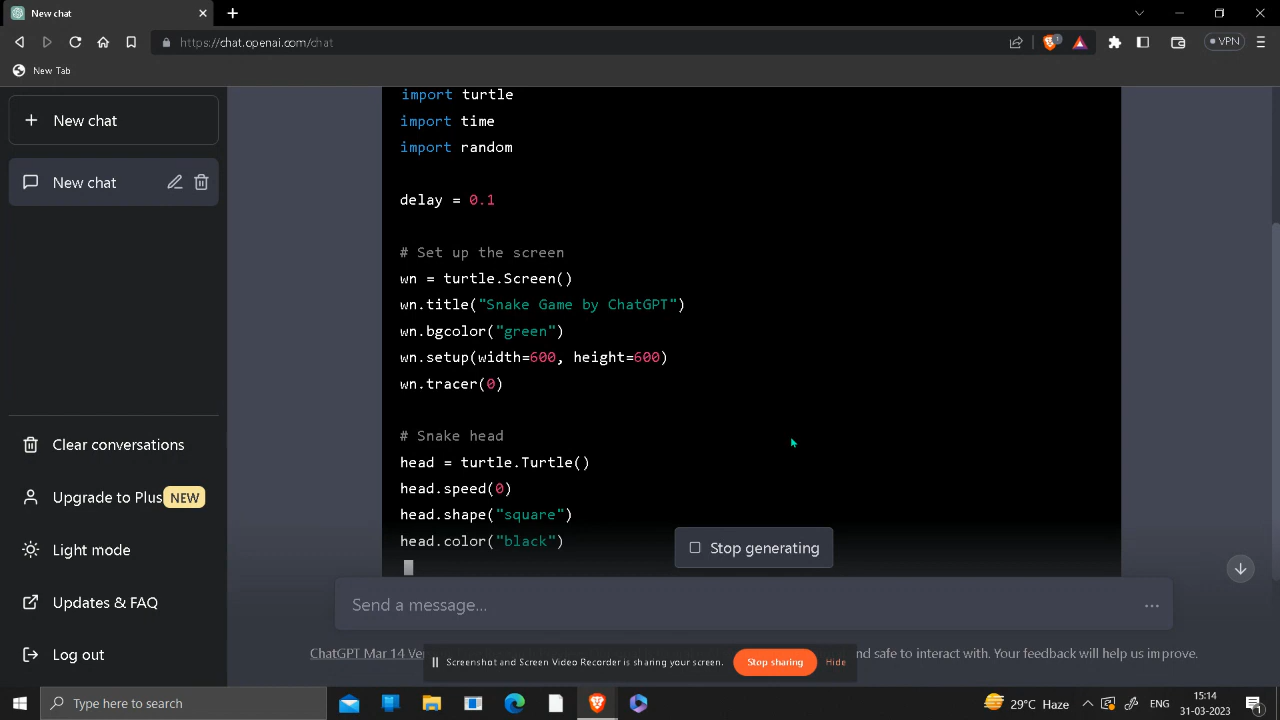 New chat
https://chat.openai.com/chat
1
VPN
New Tab
New chat
New chat
Clear conversations
Upgrade to Plus NEW
Light mode
Updates & FAQ
Log out
import turtle
import time
import random
delay = 0.1
# Set up the screen
wn = turtle.Screen()
wn.title("Snake Game by ChatGPT")
wn.bgcolor("green")
wn.setup(width=600, height=600)
wn.tracer(0)
# Snake head
head = turtle.Turtle()
head.speed(0)
head.shape("square")
head.color("black")
Stop generating
Send a message...
ChatGPT Mar 14 and safe to interact with. Your feedback will help us improve.
Screenshot and Screen Video Recorder is sharing your screen. Stop sharing Hide
Type here to search
29°C Haze
ENG
15:14
31-03-2023
1